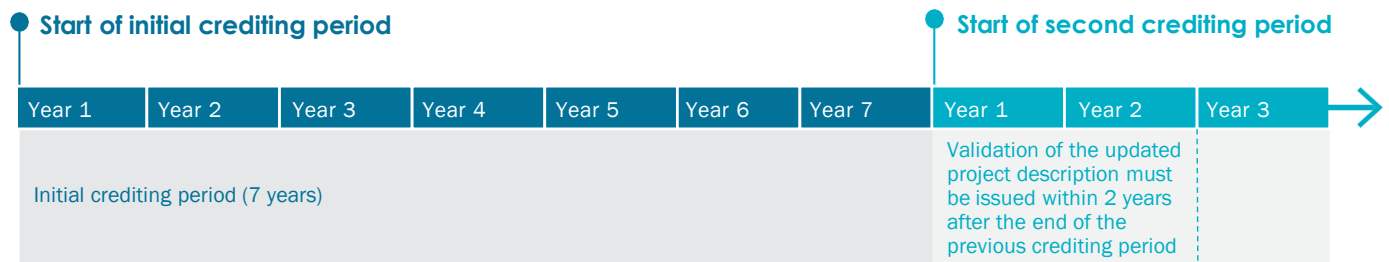 Start of initial crediting period
Start of second crediting period
Year 1 Year 2 Year 3 Year 4 Year 5 Year 6 Year 7 Year 1 Year 2 Year 3
Initial crediting period (7 years)
Validation of the updated
project description must
be issued within 2 years
after the end of the
previous crediting period